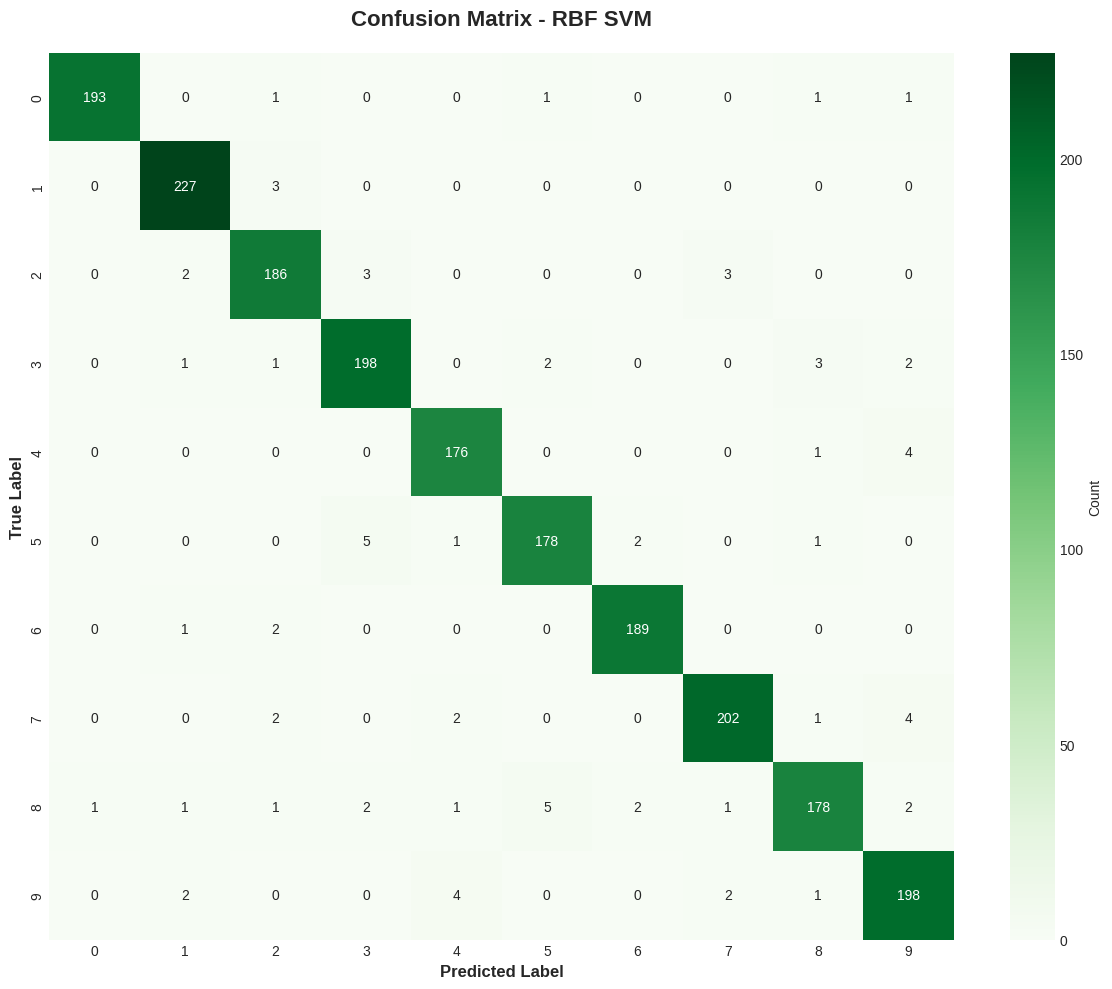 Confusion Matrix - RBF SVM
True Label
0 193 0 1 0 0 1 0 0 1 1
1 0 227 3 0 0 0 0 0 0 0
2 0 2 186 3 0 0 0 3 0 0
3 0 1 1 198 0 2 0 0 3 2
4 0 0 0 0 176 0 0 0 1 4
5 0 0 0 5 1 178 2 0 1 0
6 0 1 2 0 0 0 189 0 0 0
7 0 0 2 0 2 0 0 202 1 4
8 1 1 1 2 1 5 2 1 178 2
9 0 2 0 0 4 0 0 2 1 198
0 1 2 3 4 5 6 7 8 9
Predicted Label
200
150
100
50
0
Count